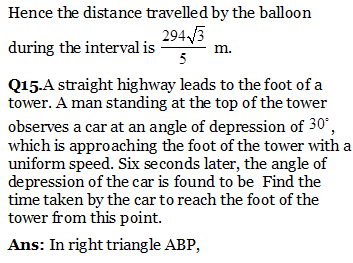 Hence the distance travelled by the balloon
during the interval is 294√3/5 m.
Q15.A straight highway leads to the foot of a
tower. A man standing at the top of the tower
observes a car at an angle of depression of 30°,
which is approaching the foot of the tower with a
uniform speed. Six seconds later, the angle of
depression of the car is found to be Find the
time taken by the car to reach the foot of the
tower from this point.
Ans: In right triangle ABP,